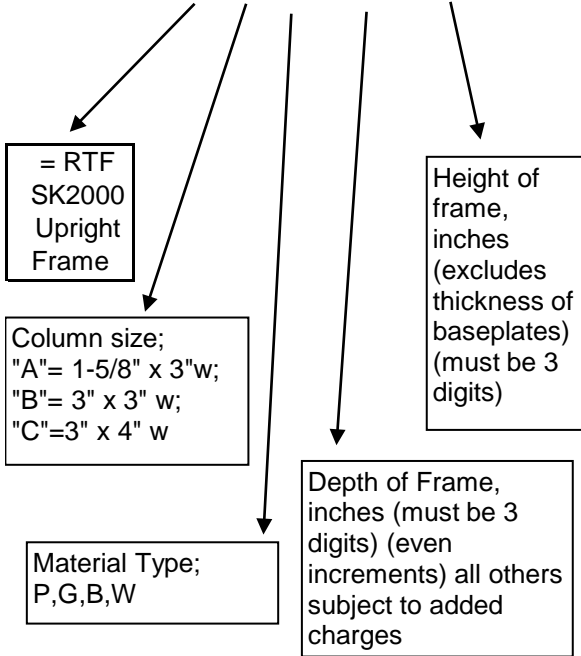 = RTF
SK2000
Upright
Frame
Column size;
"A"= 1-5/8" x 3"w;
"B"= 3" x 3" w;
"C"=3" x 4" w
Material Type;
P,G,B,W
Depth of Frame,
inches (must be 3
digits) (even
increments) all others
subject to added
charges
Height of
frame,
inches
(excludes
thickness of
baseplates)
(must be 3
digits)